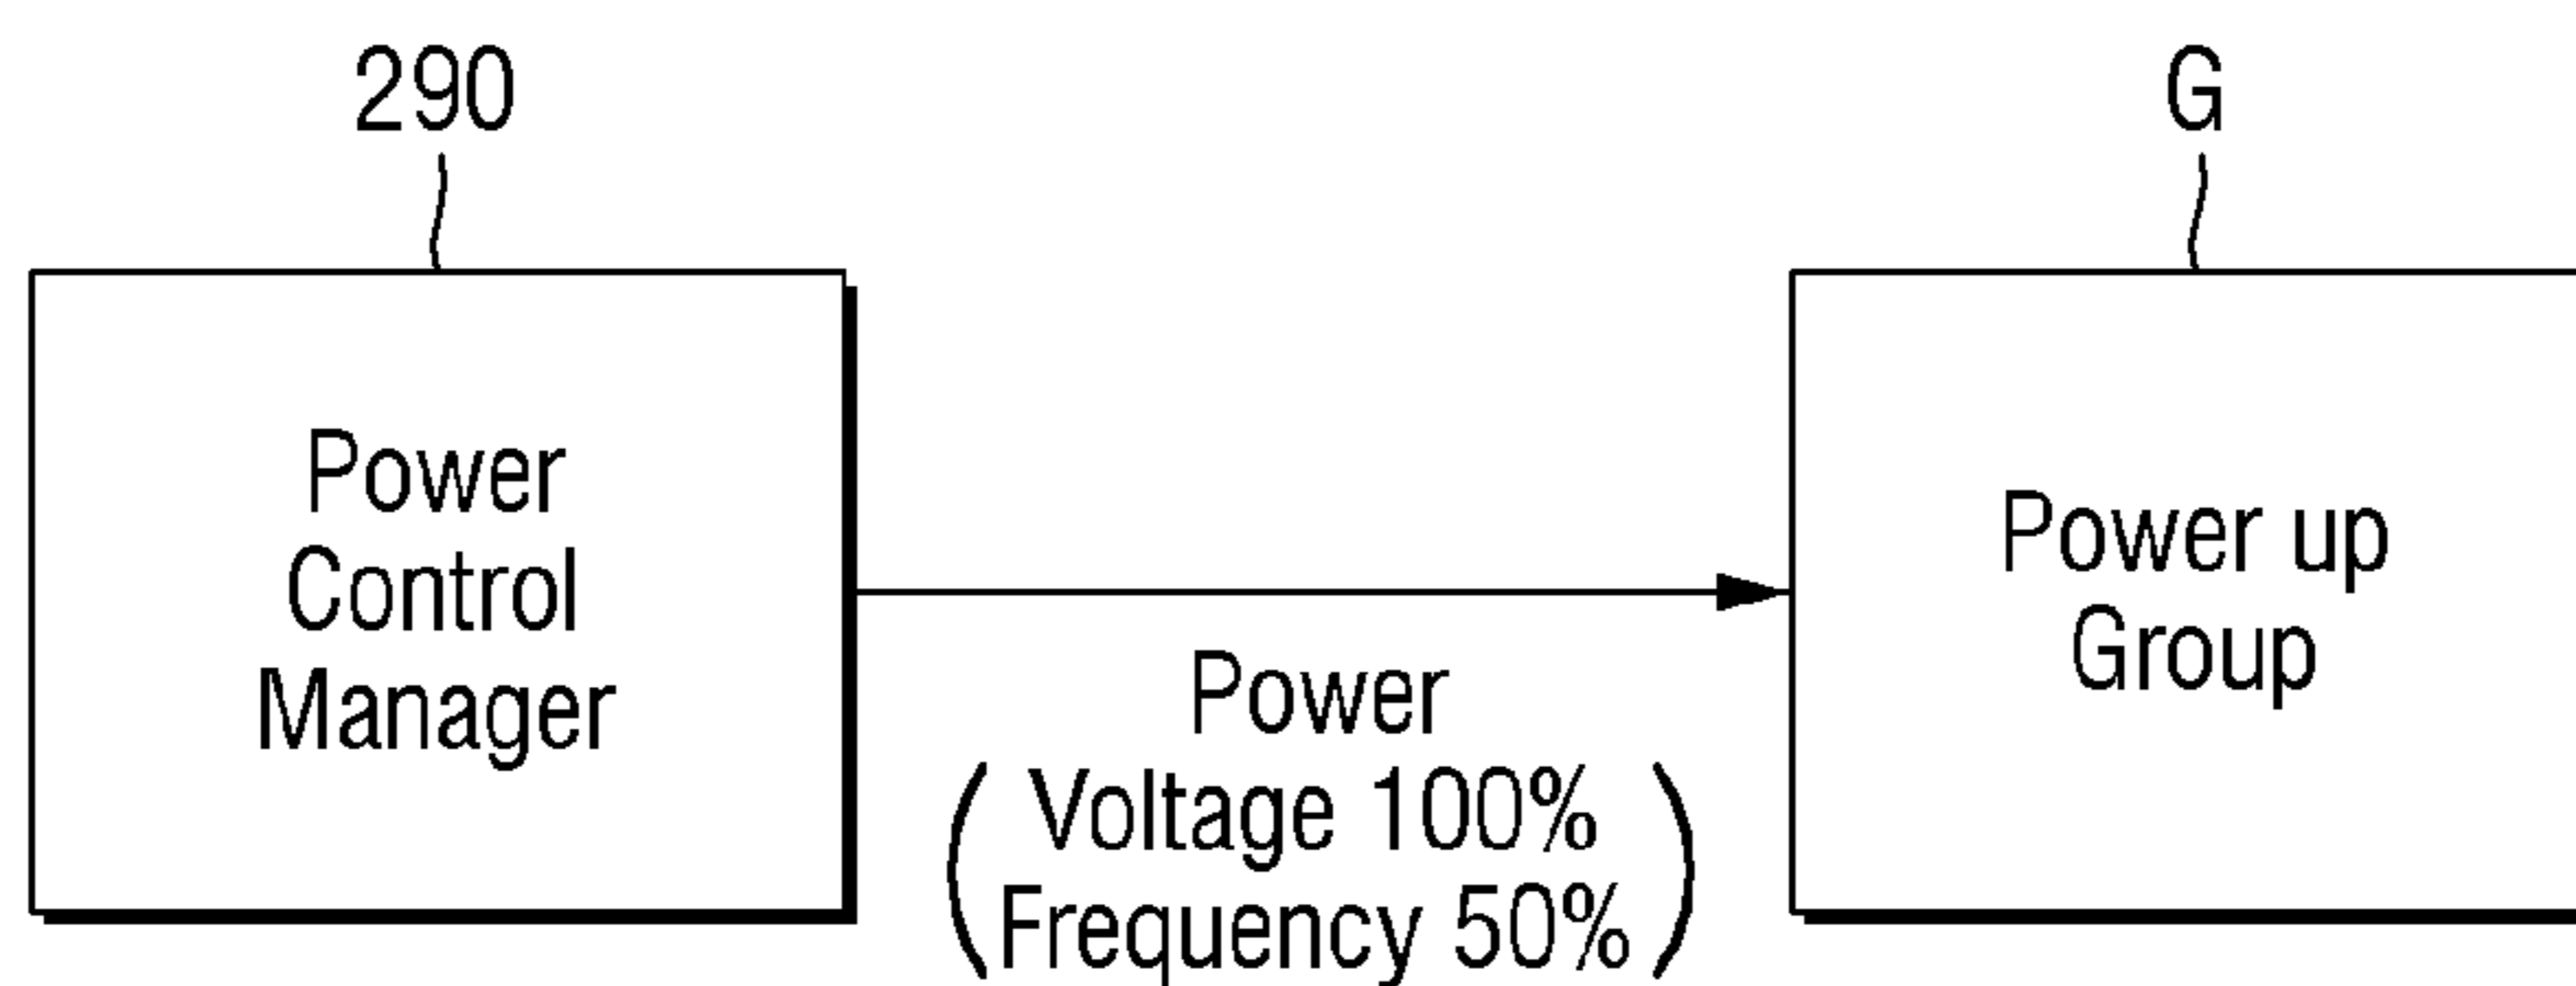 290
G
Power
Control
Manager
Power up
Group
Power
( Voltage 100%
Frequency 50% )